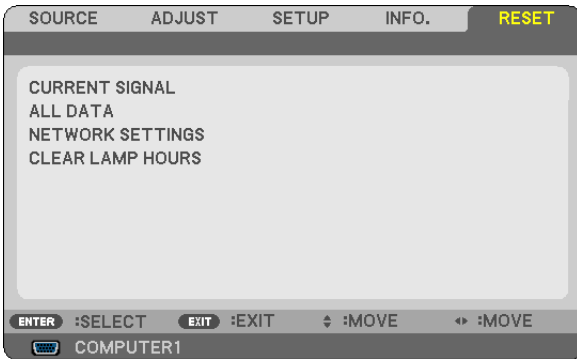 SOURCE ADJUST SETUP INFO. RESET
CURRENT SIGNAL
ALL DATA
NETWORK SETTINGS
CLEAR LAMP HOURS
ENTER :SELECT EXIT :EXIT :MOVE :MOVE
COMPUTER1